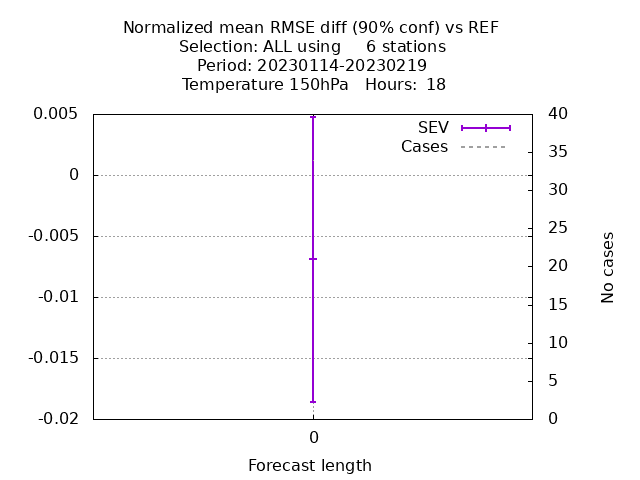 Normalized mean RMSE diff (90% conf) vs REF
Selection: ALL using     6 stations
Period: 20230114-20230219
Temperature 150hPa   Hours:  18
0.005
0
-0.005
-0.01
-0.015
-0.02
SEV
Cases
40
35
30
25
20
15
10
5
0
No cases
0
Forecast length